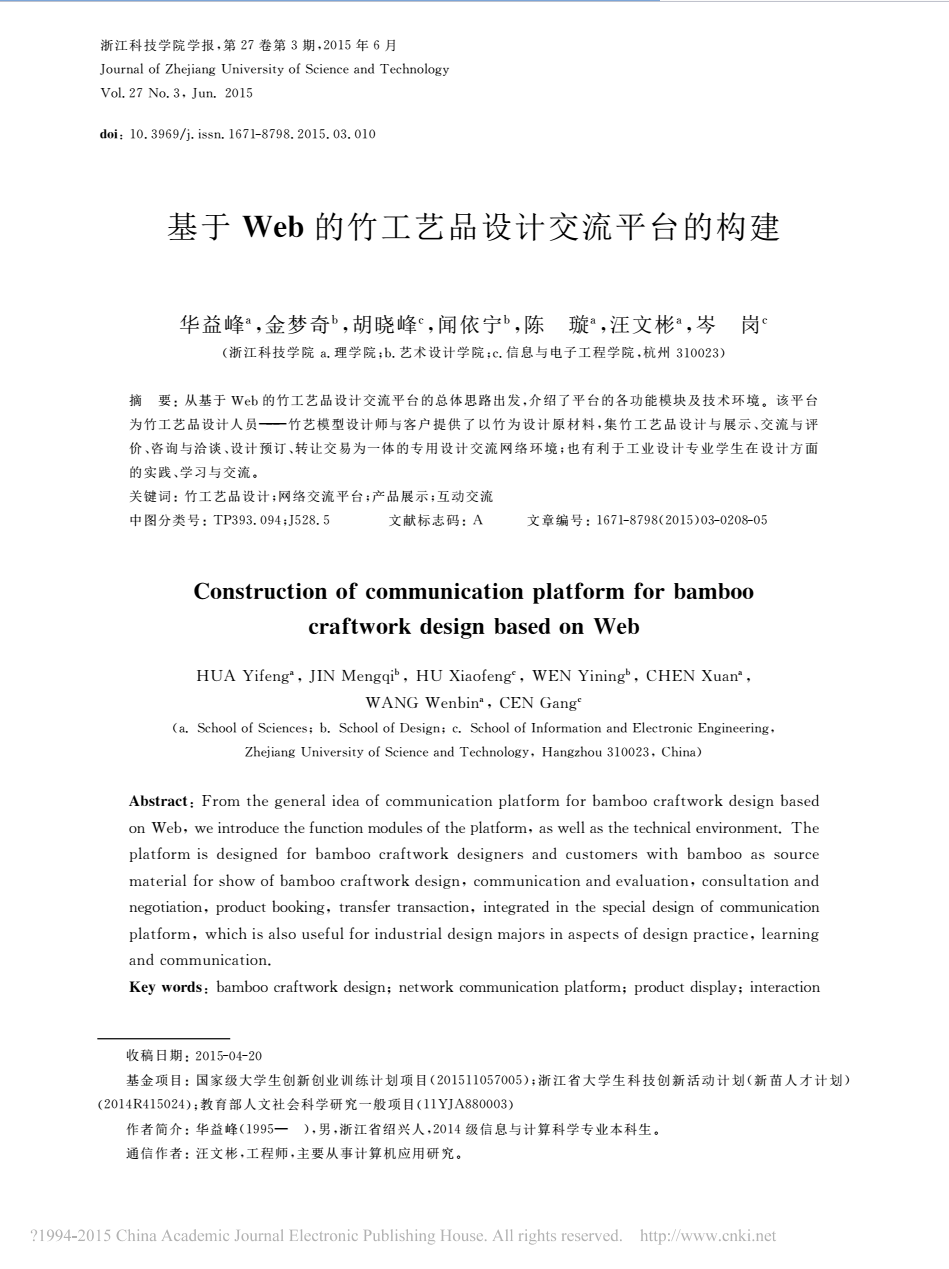 浙江科技学院学报,第 27 卷第 3 期,2015 年 6 月
Journal of Zhejiang University of Science and Technology
Vol. 27 No. 3, Jun. 2015
doi: 10.3969/j.issn.1671-8798.2015.03.010
基于 Web 的竹工艺品设计交流平台的构建
华益峰a,金梦奇b,胡晓峰c,闻依宁b,陈　璇a,汪文彬a,岑　岗c
(浙江科技学院 a.理学院;b.艺术设计学院;c.信息与电子工程学院,杭州 310023)
摘　要: 从基于 Web 的竹工艺品设计交流平台的总体思路出发,介绍了平台的各功能模块及技术环境。该平台
为竹工艺品设计人员——竹艺模型设计师与客户提供了以竹为设计原材料,集竹工艺品设计与展示、交流与评
价、咨询与洽谈、设计预订、转让交易为一体的专用设计交流网络环境;也有利于工业设计专业学生在设计方面
的实践、学习与交流。
关键词: 竹工艺品设计;网络交流平台;产品展示;互动交流
中图分类号: TP393.094;J528.5　　文献标志码: A　　文章编号: 1671-8798(2015)03-0208-05
Construction of communication platform for bamboo
craftwork design based on Web
HUA Yifenga, JIN Mengqib, HU Xiaofengc, WEN Yiningb, CHEN Xuana,
WANG Wenbina, CEN Gangc
(a. School of Sciences; b. School of Design; c. School of Information and Electronic Engineering,
Zhejiang University of Science and Technology, Hangzhou 310023, China)
Abstract: From the general idea of communication platform for bamboo craftwork design based
on Web, we introduce the function modules of the platform, as well as the technical environment. The
platform is designed for bamboo craftwork designers and customers with bamboo as source
material for show of bamboo craftwork design, communication and evaluation, consultation and
negotiation, product booking, transfer transaction, integrated in the special design of communication
platform, which is also useful for industrial design majors in aspects of design practice, learning
and communication.
Key words: bamboo craftwork design; network communication platform; product display; interaction
收稿日期: 2015-04-20
基金项目: 国家级大学生创新创业训练计划项目(201511057005);浙江省大学生科技创新活动计划(新苗人才计划)
(2014R415024);教育部人文社会科学研究一般项目(11YJA880003)
作者简介: 华益峰(1995—　),男,浙江省绍兴人,2014 级信息与计算科学专业本科生。
通信作者: 汪文彬,工程师,主要从事计算机应用研究。
?1994-2015 China Academic Journal Electronic Publishing House. All rights reserved.　http://www.cnki.net